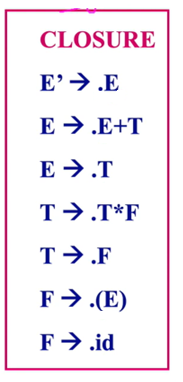 CLOSURE
E’ → .E
E → .E+T
E → .T
T → .T*F
T → .F
F → .(E)
F → .id